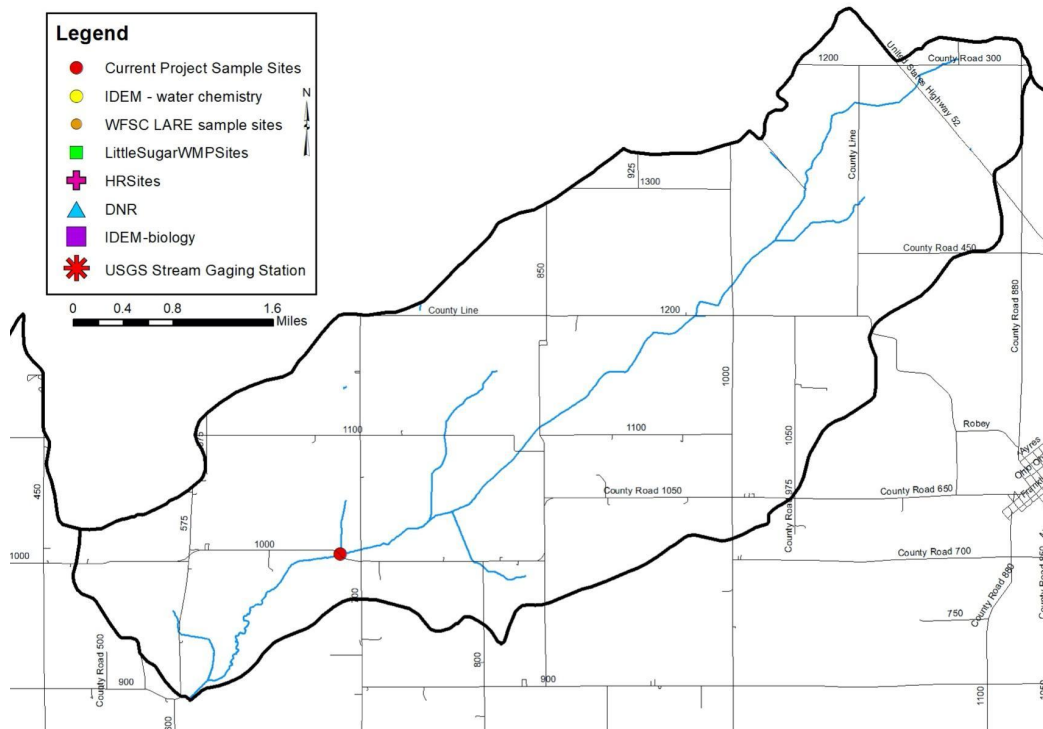 Legend
Current Project Sample Sites
IDEM - water chemistry
WFSC LARE sample sites
LittleSugarWMPSites
HRSites
DNR
IDEM-biology
USGS Stream Gaging Station
N
0 0.4 0.8 1.6
Miles
United States Highway 52
1200
County Road 300
County Line
925
1300
County Road 450
850
County Road 880
County Line
1200
1000
1100
1100
1050
Robey
Ayres
450
575
County Road 1050
County Road 975
County Road 650
Franklin
1000
1000
County Road 700
County Road 880
750
800
County Road 500
900
900
1100